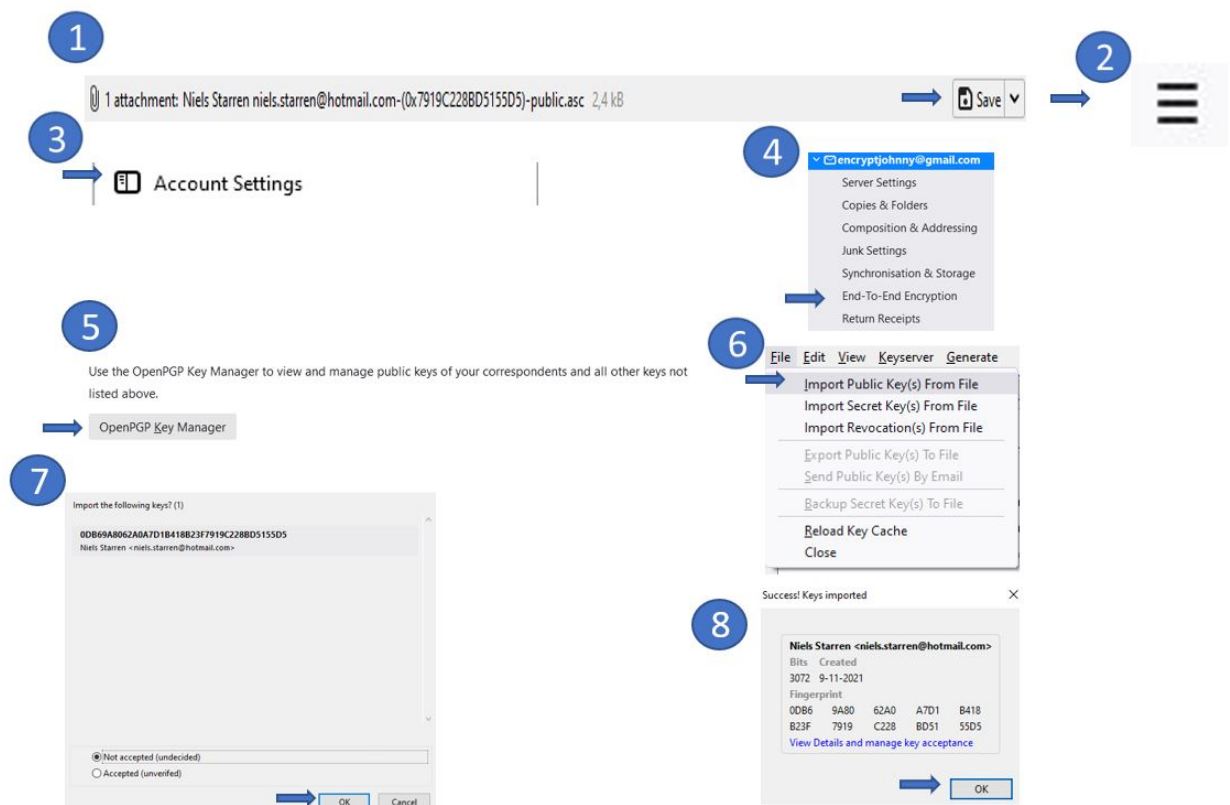 1
1 attachment: Niels Starren niels.starren@hotmail.com-(0x7919C228BD5155D5)-public.asc 2,4 kB
Save
2
3
Account Settings
4
encryptjohnny@gmail.com
Server Settings
Copies & Folders
Composition & Addressing
Junk Settings
Synchronisation & Storage
End-To-End Encryption
Return Receipts
5
Use the OpenPGP Key Manager to view and manage public keys of your correspondents and all other keys not
listed above.
OpenPGP Key Manager
6
File Edit View Keyserver Generate
Import Public Key(s) From File
Import Secret Key(s) From File
Import Revocation(s) From File
Export Public Key(s) To File
Send Public Key(s) By Email
Backup Secret Key(s) To File
Reload Key Cache
Close
7
Import the following keys? (1)
0DB69A8062A0A7D1B418B23F7919C228BD5155D5
Niels Starren <niels.starren@hotmail.com>
Not accepted (undecided)
Accepted (unverifed)
OK Cancel
8
Success! Keys imported
Niels Starren <niels.starren@hotmail.com>
Bits Created
3072 9-11-2021
Fingerprint
0DB6 9A80 62A0 A7D1 B418
B23F 7919 C228 BD51 55D5
View Details and manage key acceptance
OK